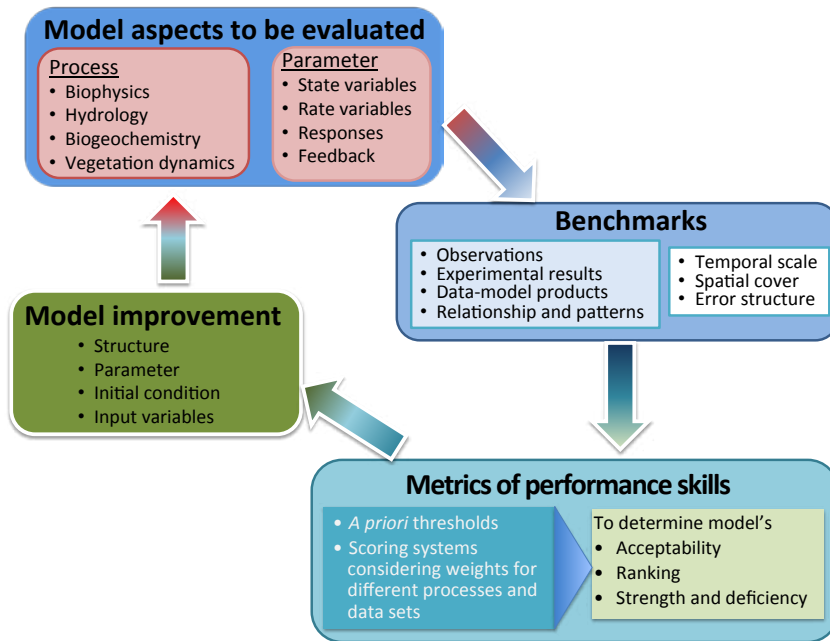 Model aspects to be evaluated
Process
• Biophysics
• Hydrology
• Biogeochemistry
• Vegetation dynamics
Parameter
• State variables
• Rate variables
• Responses
• Feedback
Benchmarks
• Observations
• Experimental results
• Data-model products
• Relationship and patterns
• Temporal scale
• Spatial cover
• Error structure
Metrics of performance skills
• A priori thresholds
• Scoring systems
considering weights for
different processes and
data sets
To determine model's
• Acceptability
• Ranking
• Strength and deficiency
Model improvement
• Structure
• Parameter
• Initial condition
• Input variables